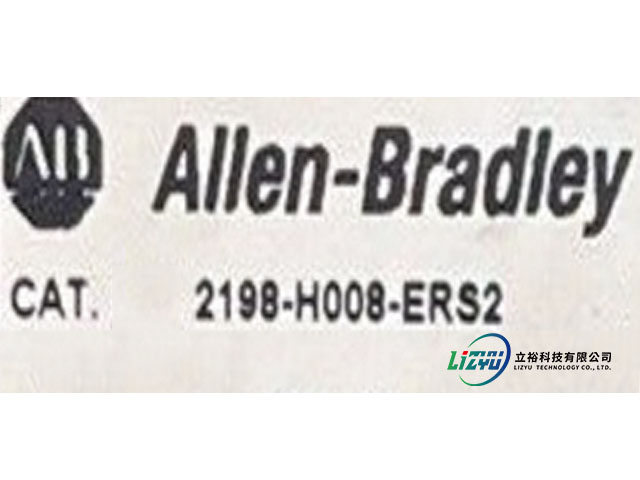 AB
Allen-Bradley
CAT. 2198-H008-ERS2
LIZYU 立裕科技有限公司
LIZYU TECHNOLOGY CO., LTD.